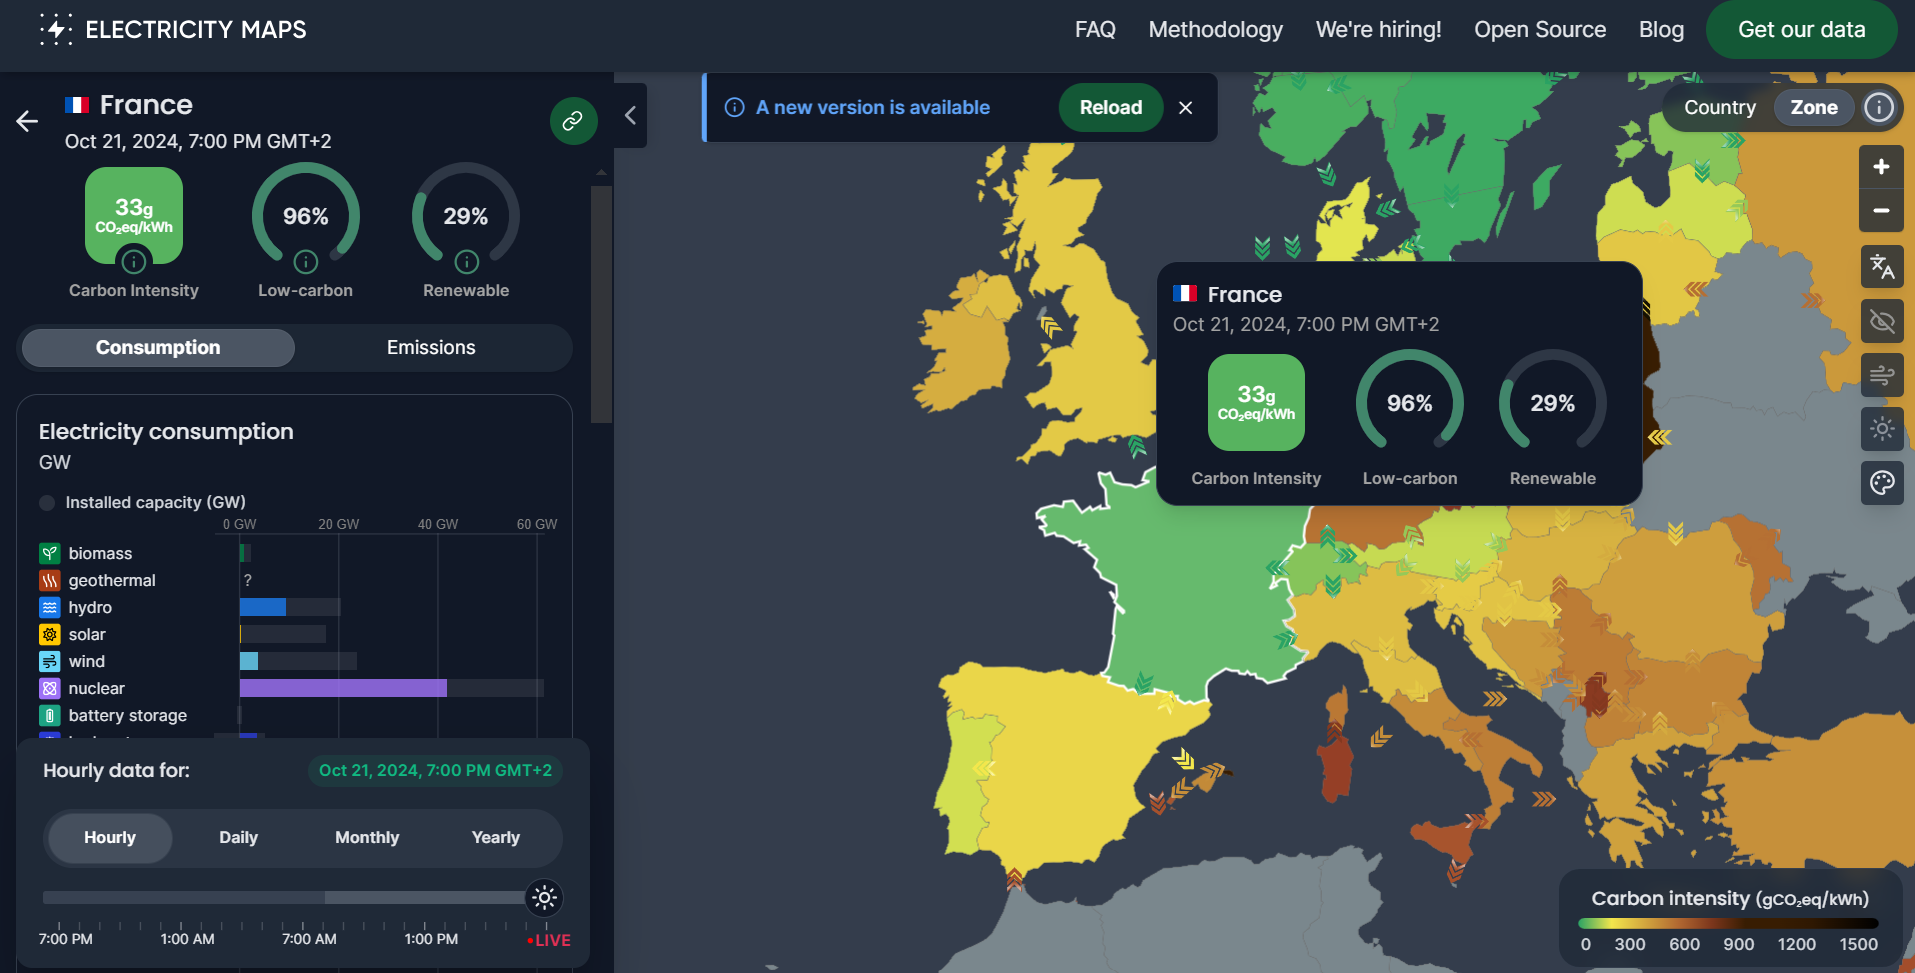 ELECTRICITY MAPS
FAQ
Methodology
We're hiring!
Open Source
Blog
Get our data
France
Oct 21, 2024, 7:00 PM GMT+2
33g
CO₂eq/kWh
96%
29%
Carbon Intensity
Low-carbon
Renewable
Consumption
Emissions
Electricity consumption
GW
Installed capacity (GW)
0 GW
20 GW
40 GW
60 GW
biomass
geothermal
?
hydro
solar
wind
nuclear
battery storage
Hourly data for:
Oct 21, 2024, 7:00 PM GMT+2
Hourly
Daily
Monthly
Yearly
7:00 PM
1:00 AM
7:00 AM
1:00 PM
LIVE
A new version is available
Reload
Country
Zone
France
Oct 21, 2024, 7:00 PM GMT+2
33g
CO₂eq/kWh
96%
29%
Carbon Intensity
Low-carbon
Renewable
Carbon intensity (gCO₂eq/kWh)
0
300
600
900
1200
1500